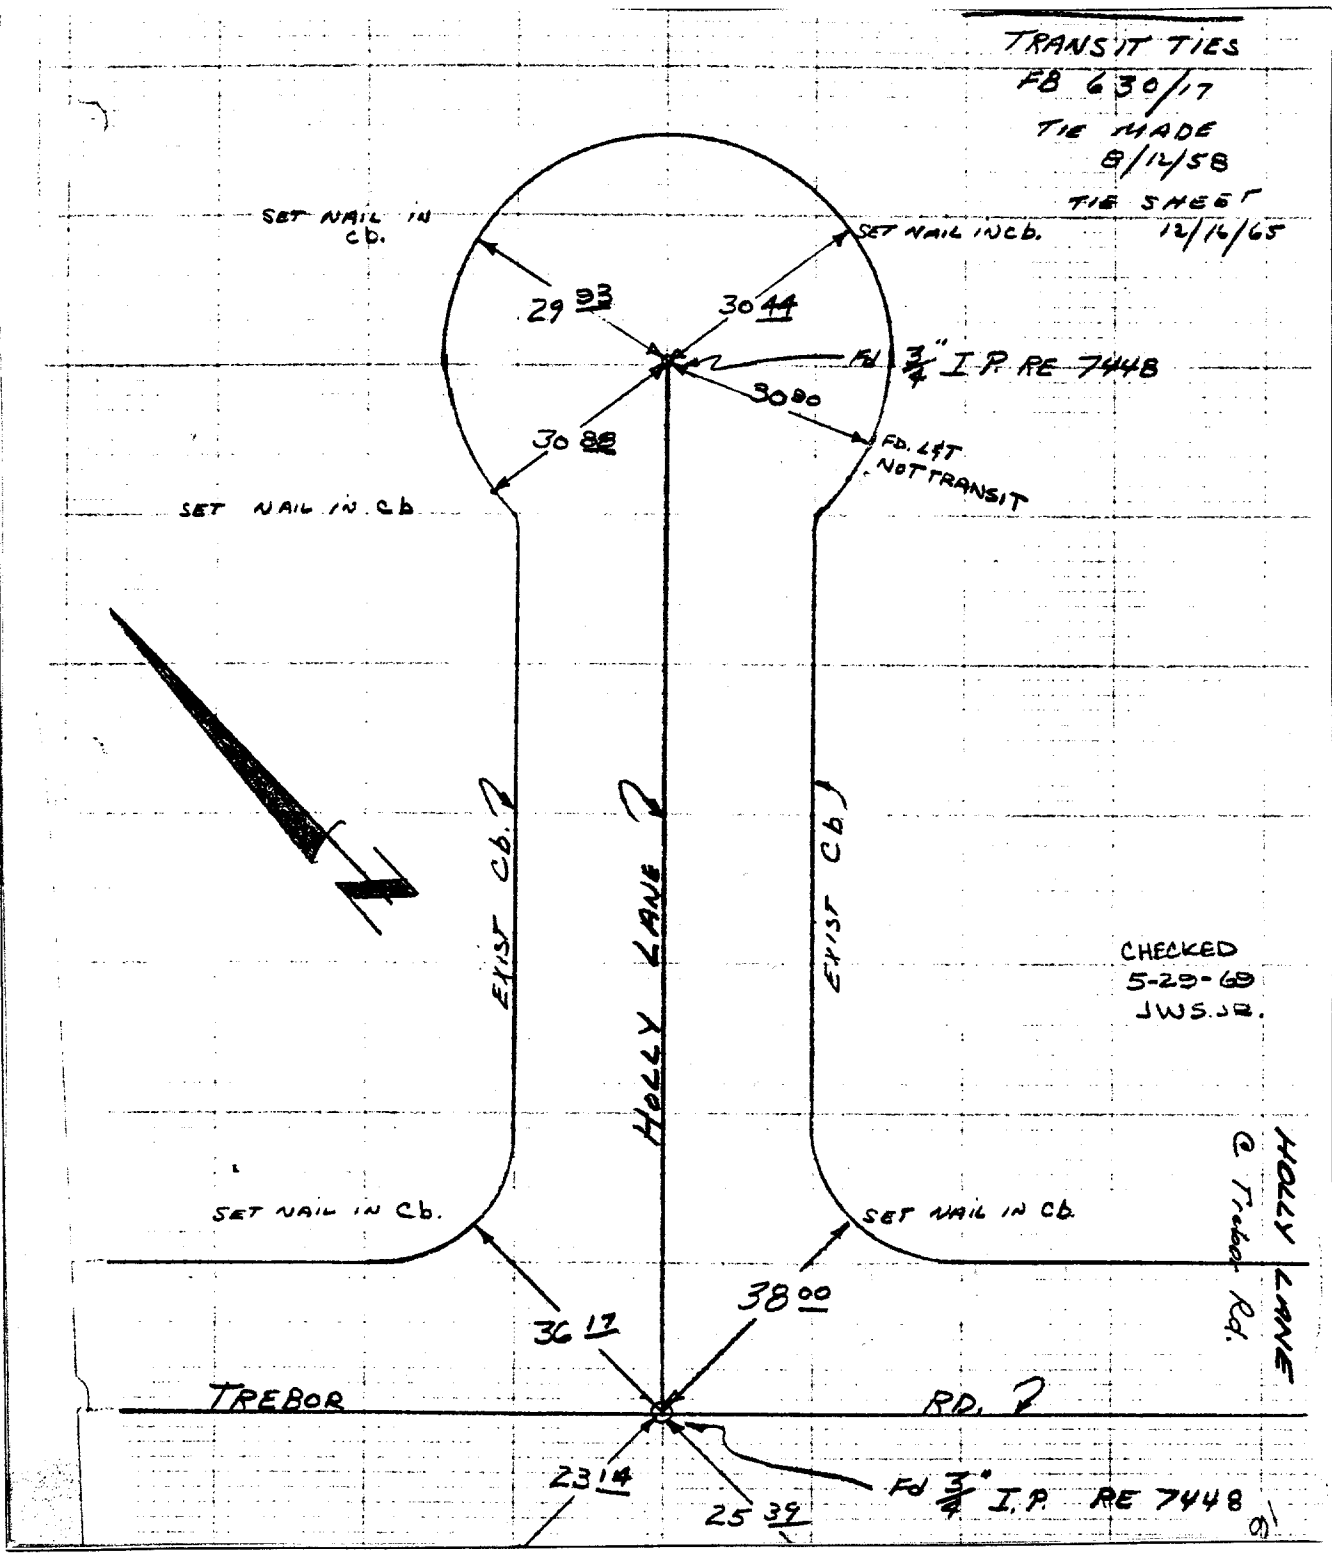 TRANSIT TIES
FB 630/17
TIE MADE
8/12/58
TIE SHEET
12/16/65
SET NAIL IN
Cb.
SET NAIL IN Cb.
29 93
30 44
Fd 3/4" I.P. RE 7448
30 80
30 88
FD. L&T
NOT TRANSIT
SET NAIL IN Cb
N
EXIST Cb.
HOLLY LANE
EXIST Cb.
CHECKED
5-29-69
JWS.JR.
HOLLY LANE
@ Trebor Rd.
SET NAIL IN Cb.
SET NAIL IN Cb.
36 17
38 00
TREBOR RD.
23 14
25 39
Fd 3/4" I.P. RE 7448